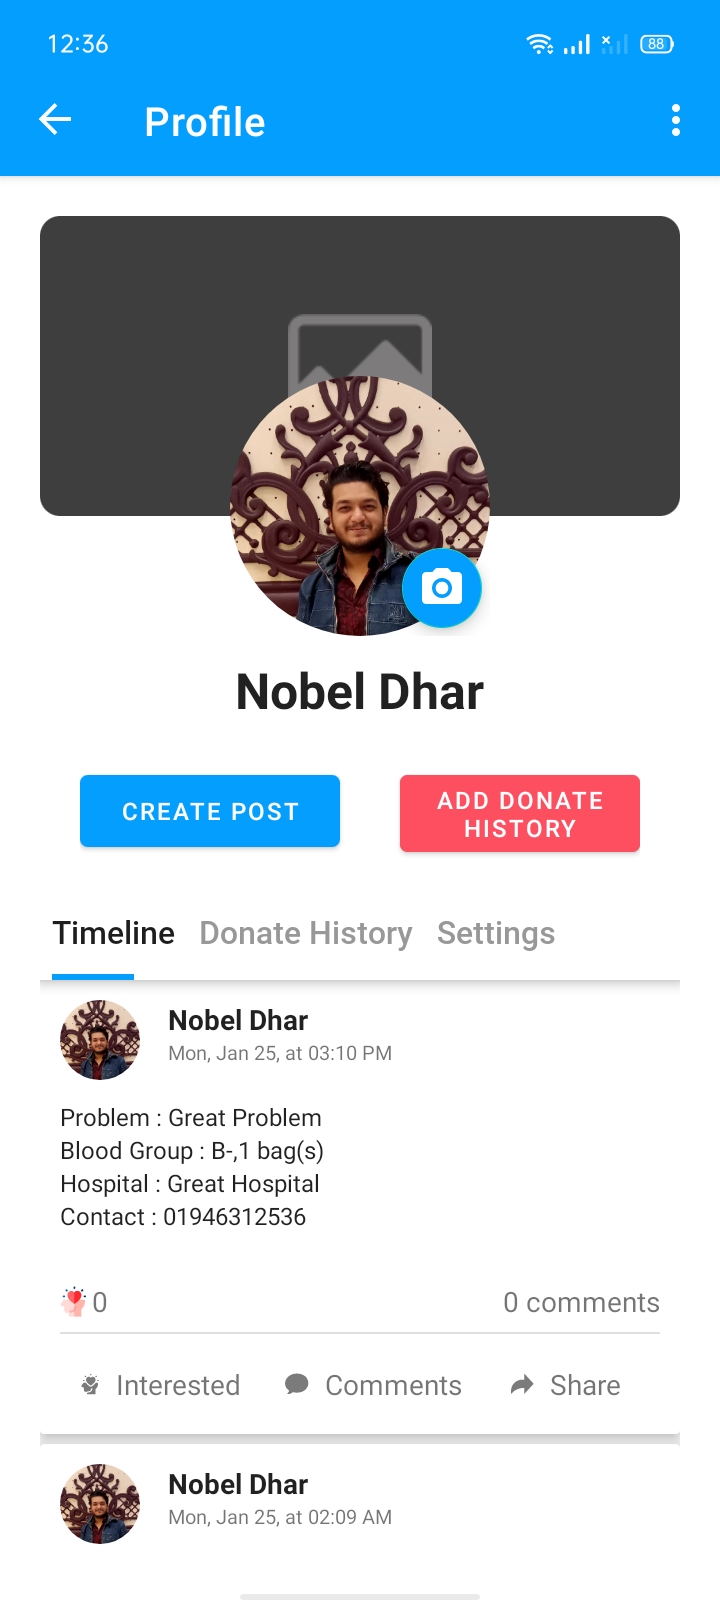 12:36
88
Profile
Nobel Dhar
CREATE POST
ADD DONATE
HISTORY
Timeline Donate History Settings
Nobel Dhar
Mon, Jan 25, at 03:10 PM
Problem : Great Problem
Blood Group : B-,1 bag(s)
Hospital : Great Hospital
Contact : 01946312536
0 0 comments
Interested Comments Share
Nobel Dhar
Mon, Jan 25, at 02:09 AM